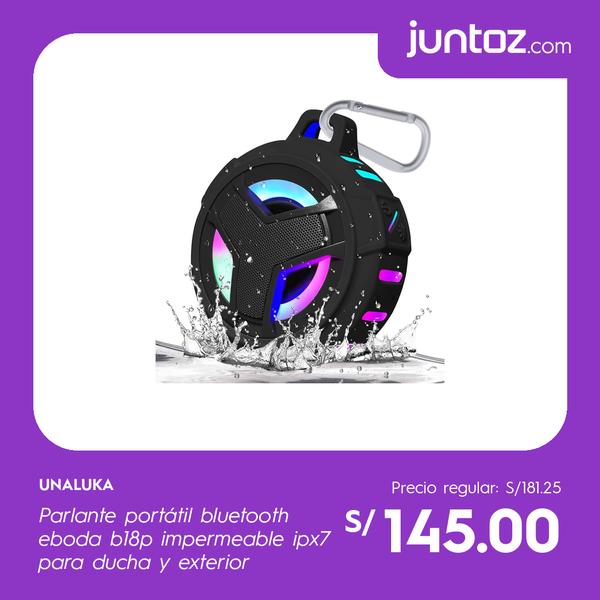 juntoz.com
UNALUKA
Parlante portátil bluetooth
eboda b18p impermeable ipx7
para ducha y exterior
Precio regular: S/181.25
S/145.00